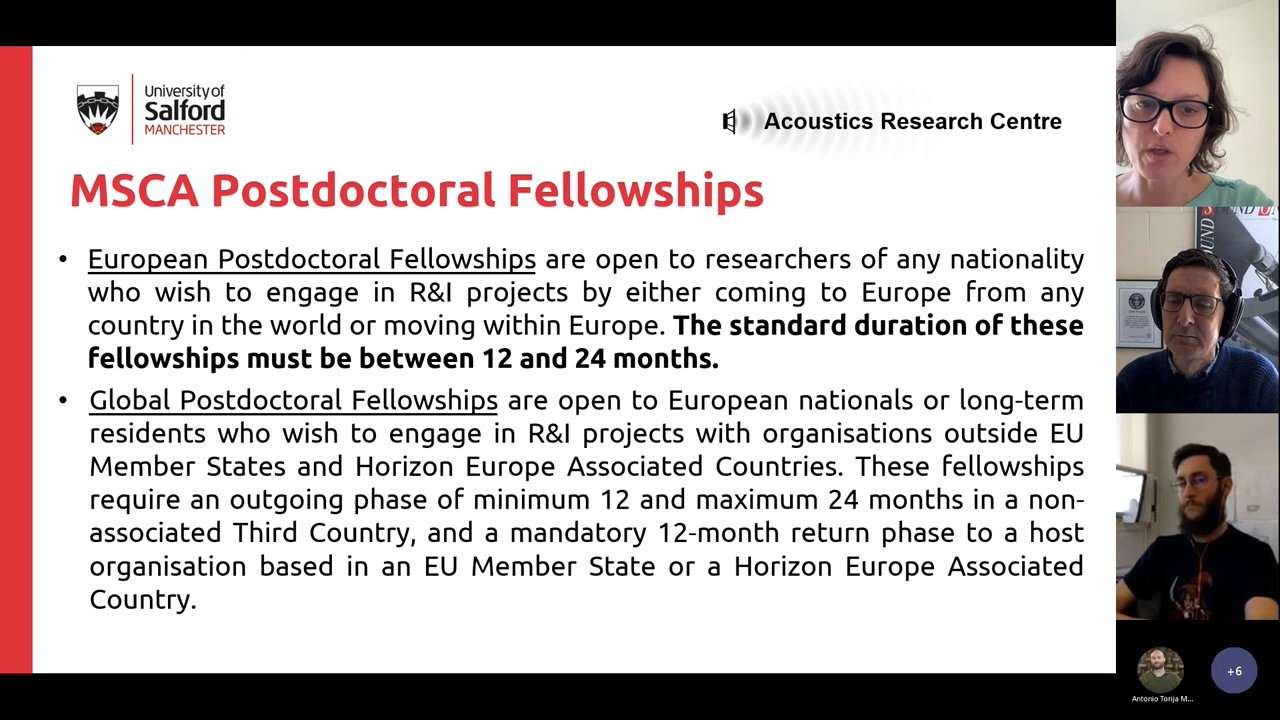 University of
Salford
MANCHESTER
Acoustics Research Centre
MSCA Postdoctoral Fellowships
• European Postdoctoral Fellowships are open to researchers of any nationality
who wish to engage in R&I projects by either coming to Europe from any
country in the world or moving within Europe. The standard duration of these
fellowships must be between 12 and 24 months.
• Global Postdoctoral Fellowships are open to European nationals or long-term
residents who wish to engage in R&I projects with organisations outside EU
Member States and Horizon Europe Associated Countries. These fellowships
require an outgoing phase of minimum 12 and maximum 24 months in a non-
associated Third Country, and a mandatory 12-month return phase to a host
organisation based in an EU Member State or a Horizon Europe Associated
Country.
Antonio Torija M...
+6